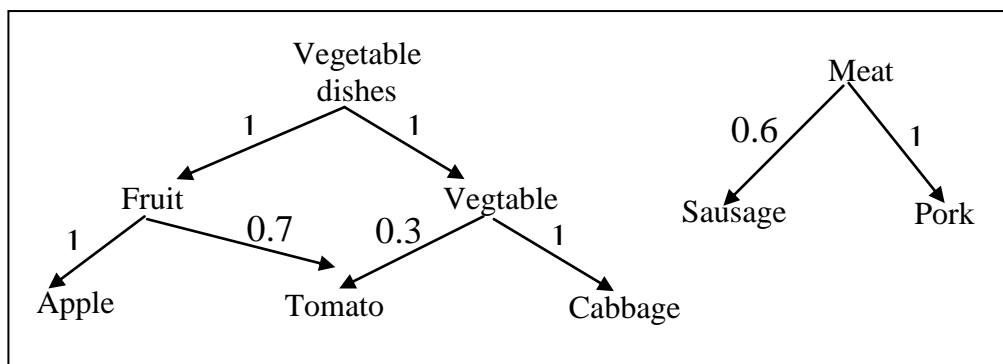 Vegetable
dishes
Meat
1
1
0.6
1
Fruit
Vegtable
Sausage
Pork
1
0.7
0.3
1
Apple
Tomato
Cabbage